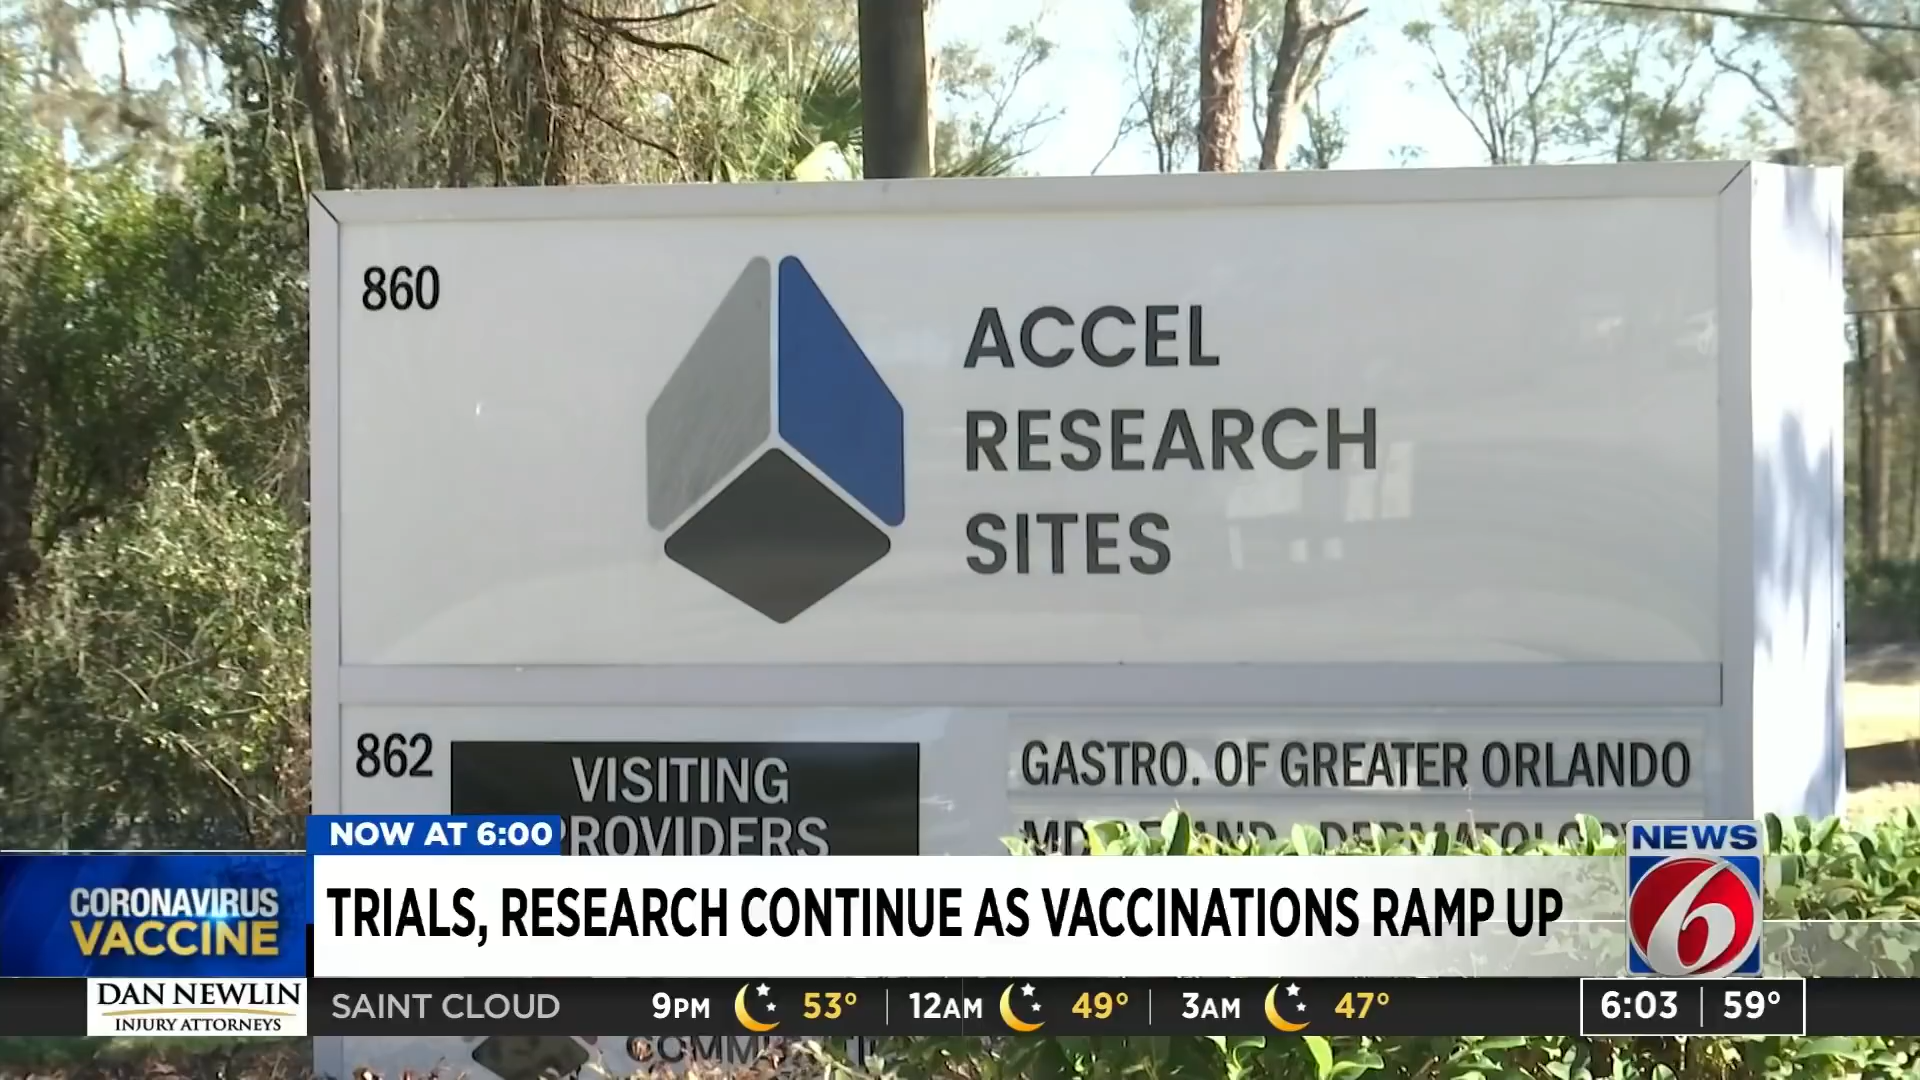 860
ACCEL
RESEARCH
SITES
862
VISITING
PROVIDERS
GASTRO. OF GREATER ORLANDO
NOW AT 6:00
CORONAVIRUS
VACCINE
TRIALS, RESEARCH CONTINUE AS VACCINATIONS RAMP UP
NEWS
6
DAN NEWLIN
INJURY ATTORNEYS
SAINT CLOUD 9PM 53° 12AM 49° 3AM 47°
6:03 59°